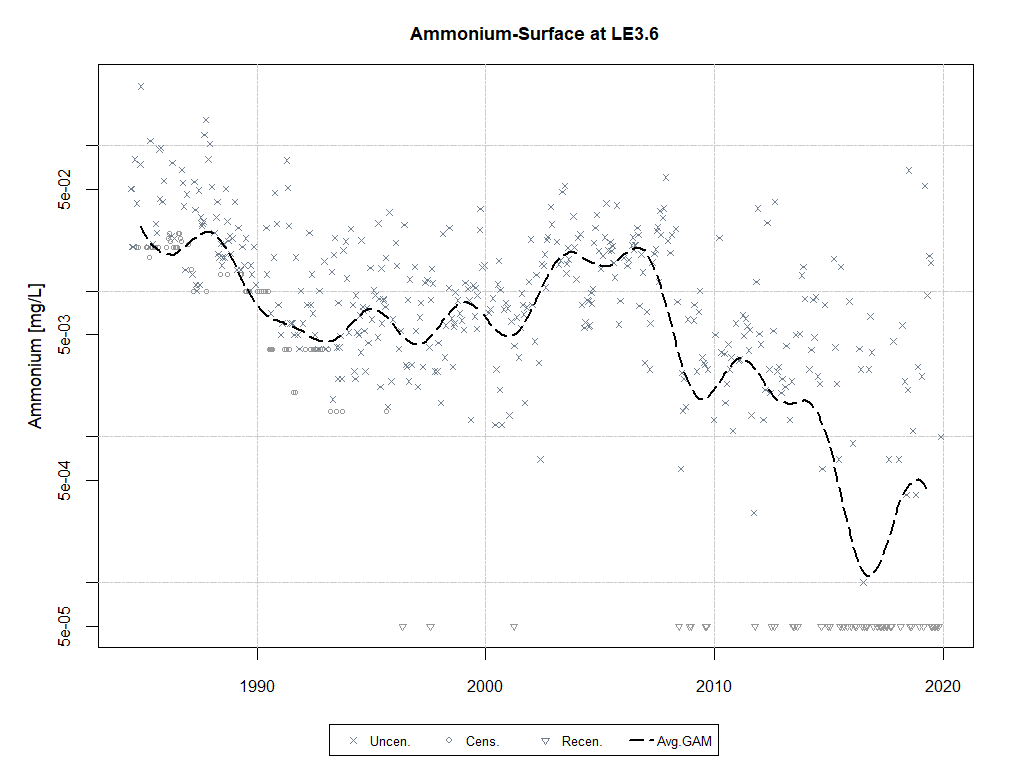 Ammonium-Surface at LE3.6
Ammonium [mg/L]
5e-02
5e-03
5e-04
5e-05
1990 2000 2010 2020
Uncen. Cens. Recen. Avg.GAM